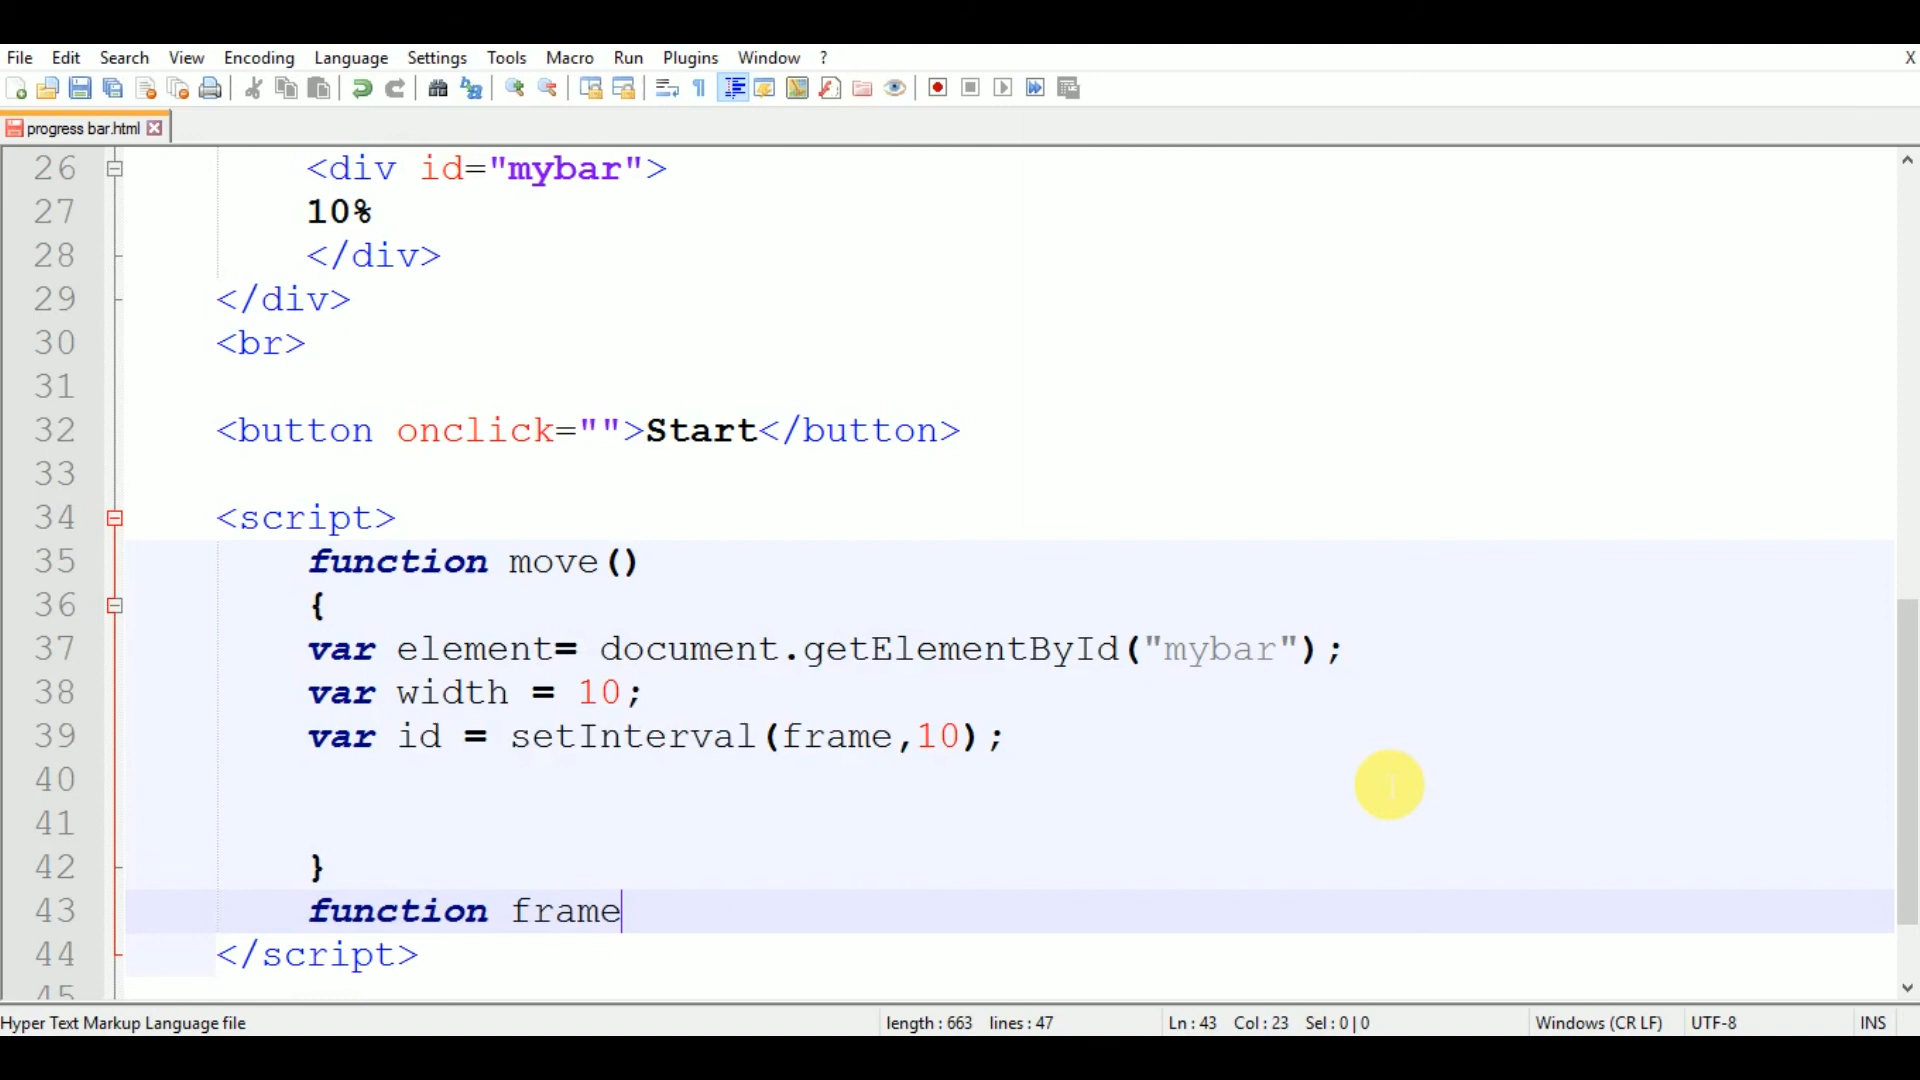 File Edit Search View Encoding Language Settings Tools Macro Run Plugins Window ? X
progress bar.html
26 <div id="mybar">
27 10%
28 </div>
29 </div>
30 <br>
31
32 <button onclick="">Start</button>
33
34 <script>
35 function move()
36 {
37 var element= document.getElementById("mybar");
38 var width = 10;
39 var id = setInterval(frame,10);
40
41
42 }
43 function frame
44 </script>
45
Hyper Text Markup Language file length : 663 lines : 47 Ln : 43 Col : 23 Sel : 0 | 0 Windows (CR LF) UTF-8 INS